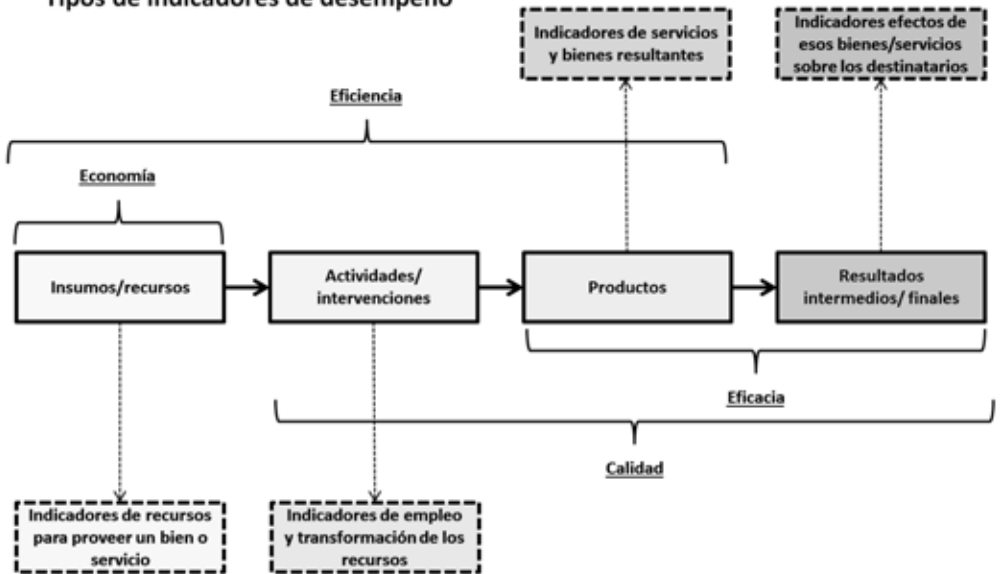 Tipos de indicadores de desempeño
Indicadores de servicios
y bienes resultantes
Indicadores efectos de
esos bienes/servicios
sobre los destinatarios
Eficiencia
Economía
Insumos/recursos
Actividades/
intervenciones
Productos
Resultados
intermedios/ finales
Eficacia
Calidad
Indicadores de recursos
para proveer un bien o
servicio
Indicadores de empleo
y transformación de los
recursos